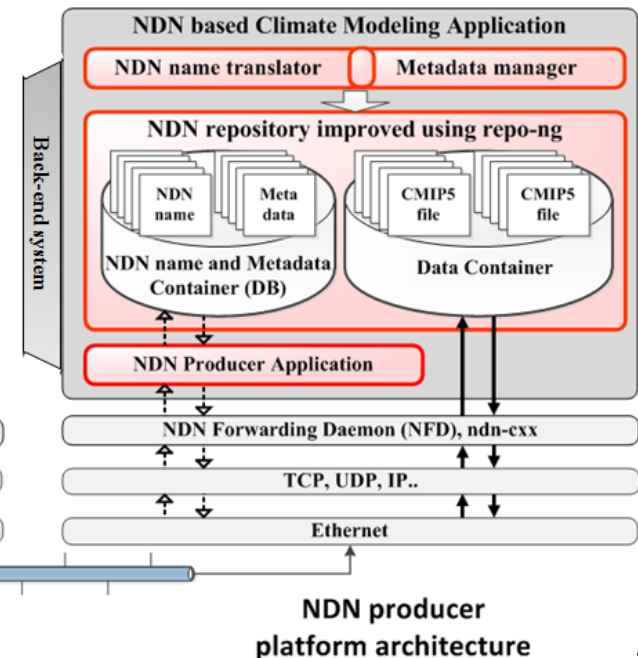 NDN based Climate Modeling Application
NDN name translator
Metadata manager
Back-end system
NDN repository improved using repo-ng
NDN
name
Meta
data
CMIP5
file
CMIP5
file
NDN name and Metadata
Container (DB)
Data Container
NDN Producer Application
NDN Forwarding Daemon (NFD), ndn-cxx
TCP, UDP, IP..
Ethernet
NDN producer
platform architecture